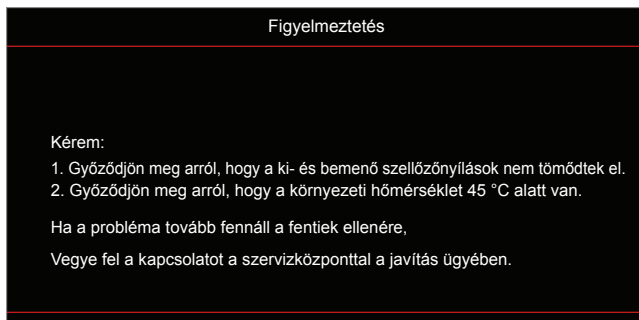 Figyelmeztetés
Kérem:
1. Győződjön meg arról, hogy a ki- és bemenő szellőzőnyílások nem tömődtek el.
2. Győződjön meg arról, hogy a környezeti hőmérséklet 45 °C alatt van.
Ha a probléma tovább fennáll a fentiek ellenére,
Vegye fel a kapcsolatot a szervizközponttal a javítás ügyében.